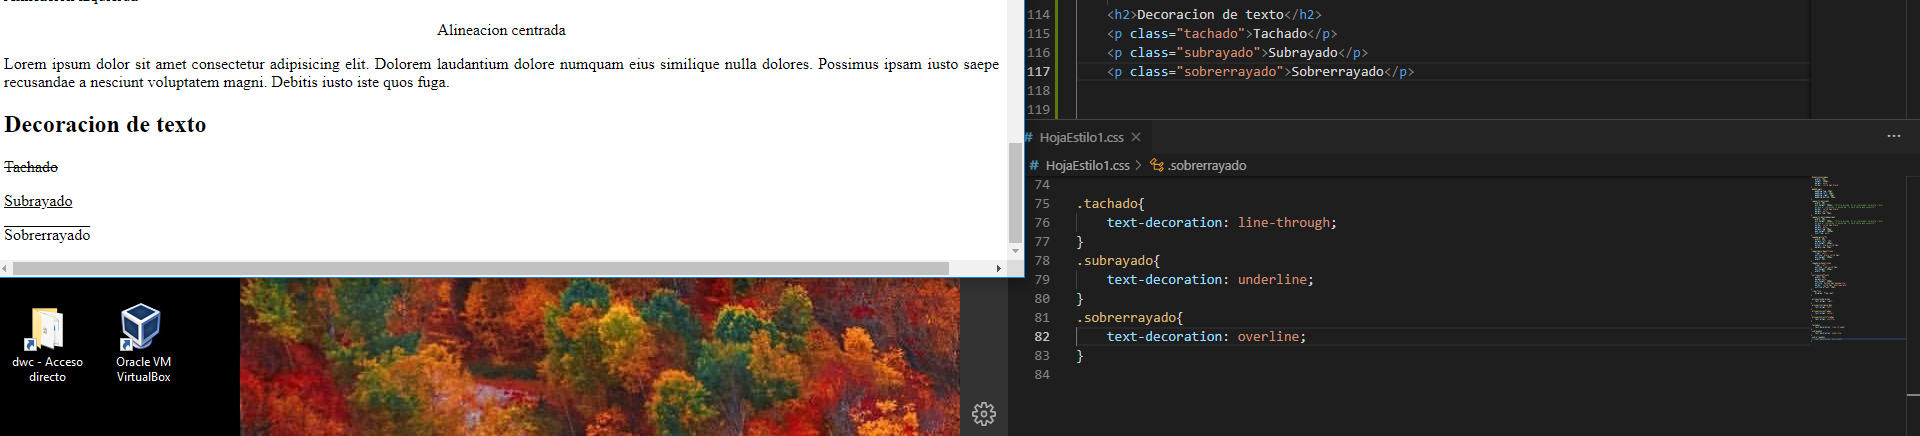 Alineacion centrada
Lorem ipsum dolor sit amet consectetur adipisicing elit. Dolorem laudantium dolore numquam eius similique nulla dolores. Possimus ipsam iusto saepe
recusandae a nesciunt voluptatem magni. Debitis iusto iste quos fuga.
Decoracion de texto
Tachado
Subrayado
Sobrerrayado
dwc - Acceso
directo
Oracle VM
VirtualBox
114 <h2>Decoracion de texto</h2>
115 <p class="tachado">Tachado</p>
116 <p class="subrayado">Subrayado</p>
117 <p class="sobrerrayado">Sobrerrayado</p>
118
119
# HojaEstilo1.css
# HojaEstilo1.css > .sobrerrayado
74
75 .tachado{
76 text-decoration: line-through;
77 }
78 .subrayado{
79 text-decoration: underline;
80 }
81 .sobrerrayado{
82 text-decoration: overline;
83 }
84